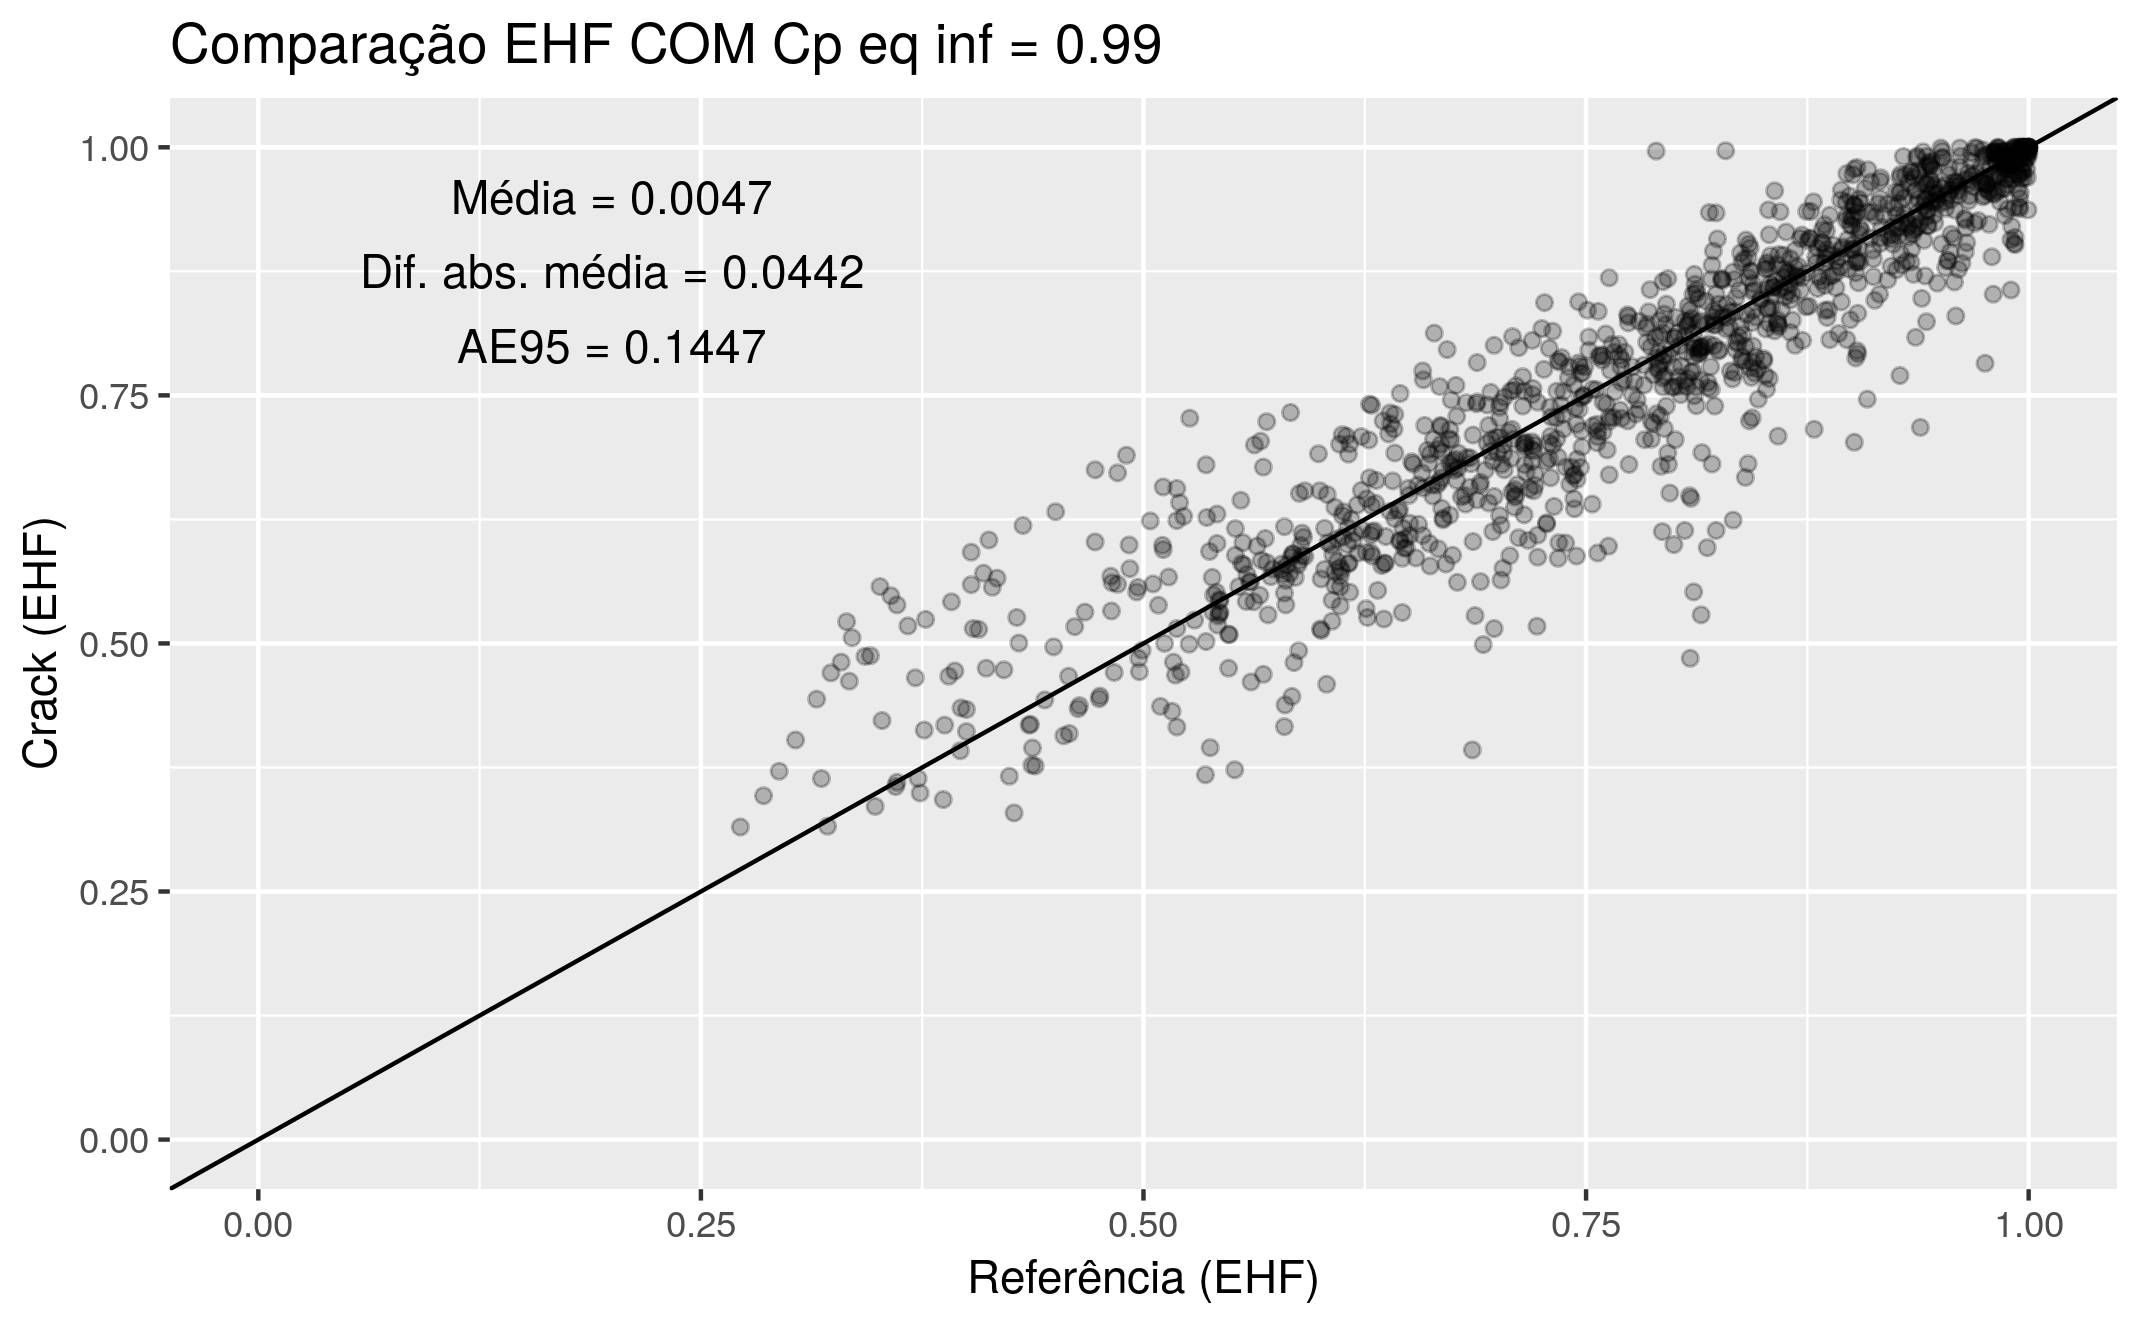 Comparação EHF COM Cp eq inf = 0.99
Média = 0.0047
Dif. abs. média = 0.0442
AE95 = 0.1447
Crack (EHF)
1.00
0.75
0.50
0.25
0.00
0.00 0.25 0.50 0.75 1.00
Referência (EHF)